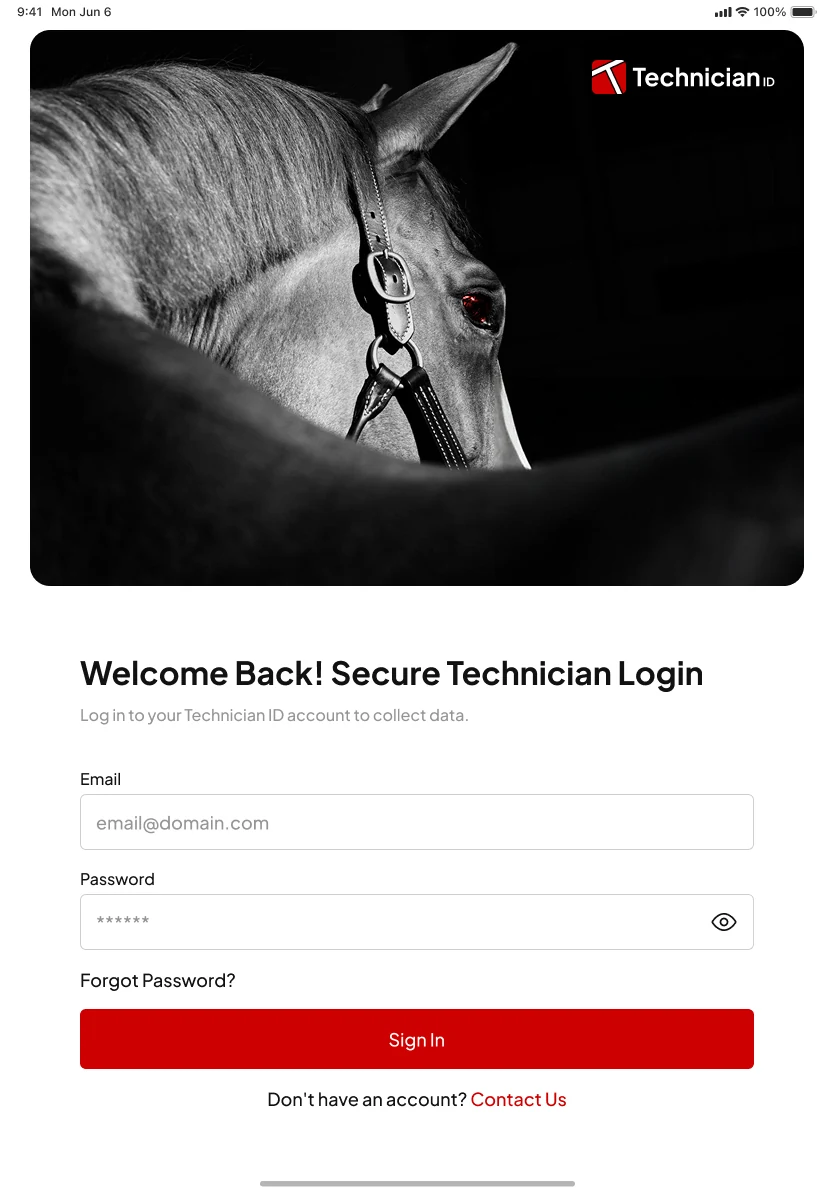 9:41 Mon Jun 6 100%
Technician ID
Welcome Back! Secure Technician Login
Log in to your Technician ID account to collect data.
Email
email@domain.com
Password
******
Forgot Password?
Sign In
Don't have an account? Contact Us